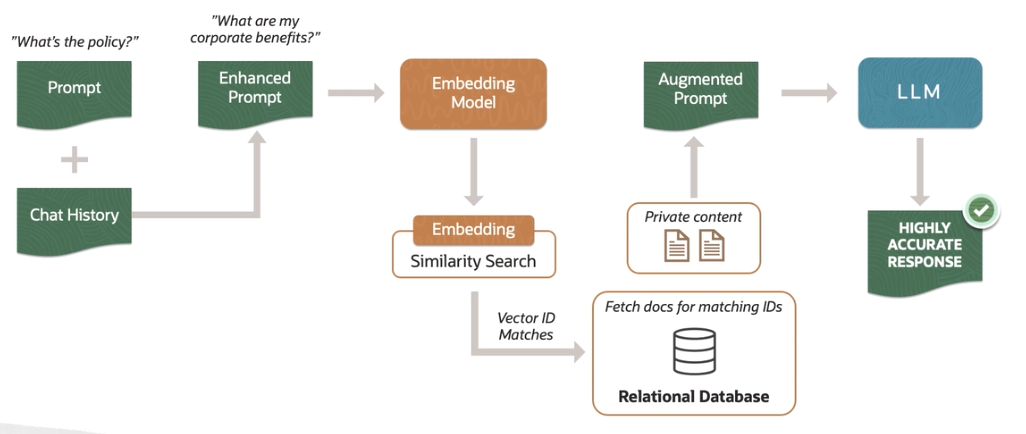 "What's the policy?"
Prompt
Chat History
"What are my
corporate benefits?"
Enhanced
Prompt
Embedding
Model
Embedding
Similarity Search
Vector ID
Matches
Fetch docs for matching IDs
Relational Database
Private content
Augmented
Prompt
LLM
HIGHLY
ACCURATE
RESPONSE